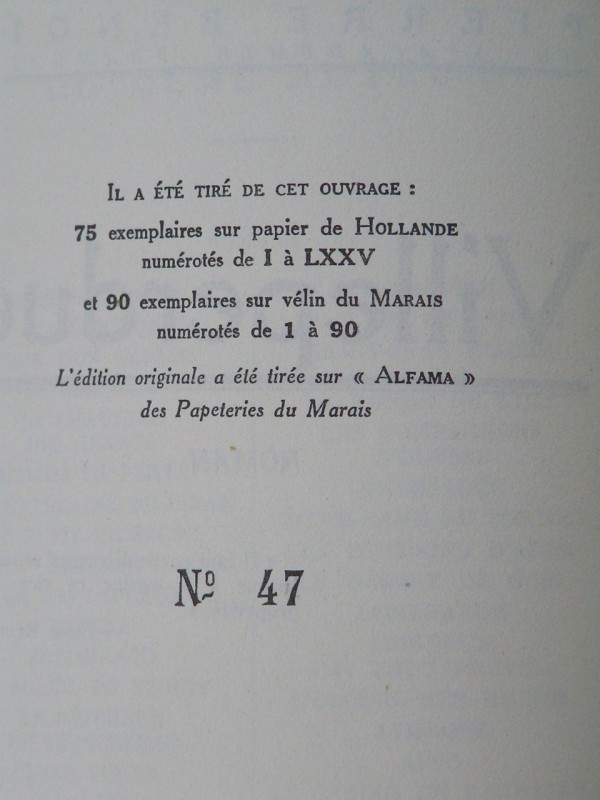 IL A ÉTÉ TIRÉ DE CET OUVRAGE :
75 exemplaires sur papier de HOLLANDE
numérotés de I à LXXV
et 90 exemplaires sur vélin du MARAIS
numérotés de 1 à 90
L'édition originale a été tirée sur « ALFAMA »
des Papeteries du Marais
Nº 47